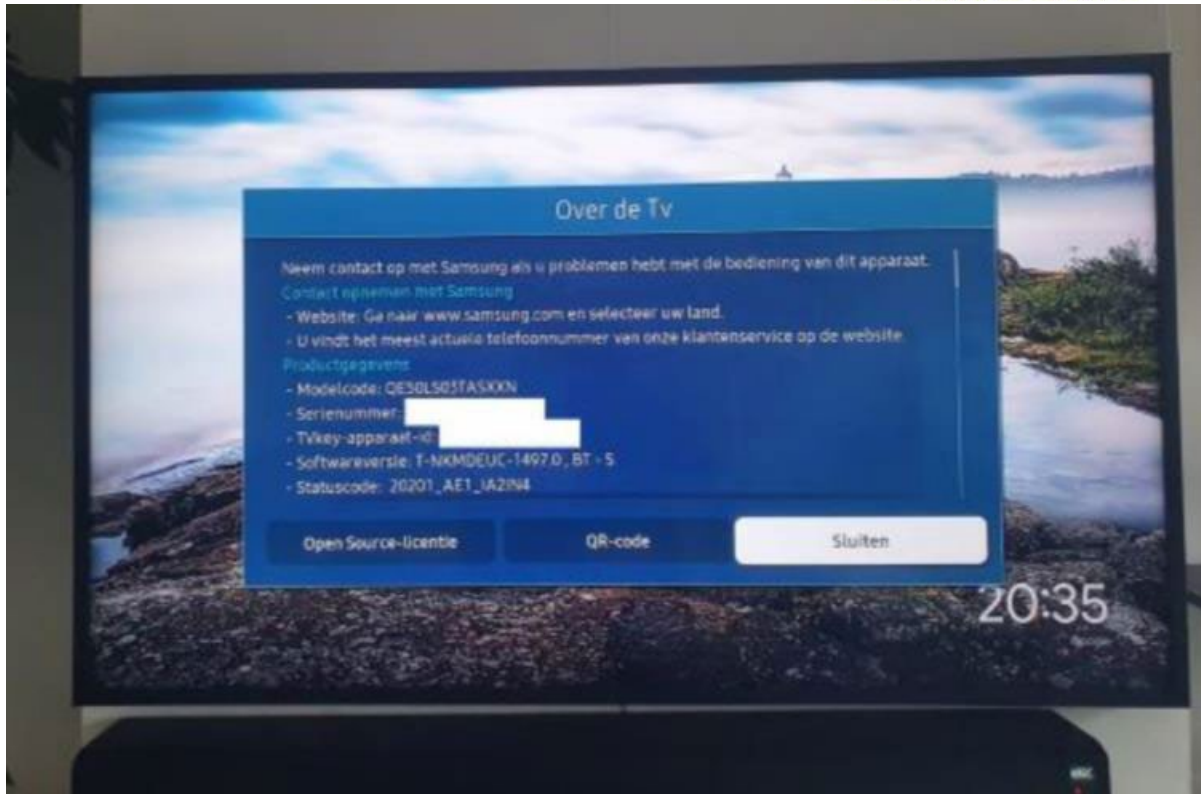 Over de Tv
Neem contact op met Samsung als u problemen hebt met de bediening van dit apparaat.
Contact opnemen met Samsung
- Website: Ga naar www.samsung.com en selecteer uw land.
- U vindt het meest actuele telefoonnummer van onze klantenservice op de website.
Productgegevens
- Modelcode: QE50LS03TASXXN
- Serienummer:
- TVkey-apparaat-id:
- Softwareversie: T-NKMDEUC-1497.0, BT - S
- Statuscode: 20201_AE1_IA2IN4
Open Source-licentie
QR-code
Sluiten
20:35